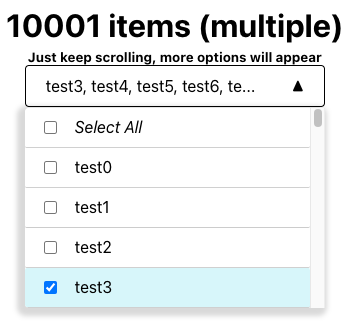 10001 items (multiple)
Just keep scrolling, more options will appear
test3, test4, test5, test6, te...
Select All
test0
test1
test2
test3